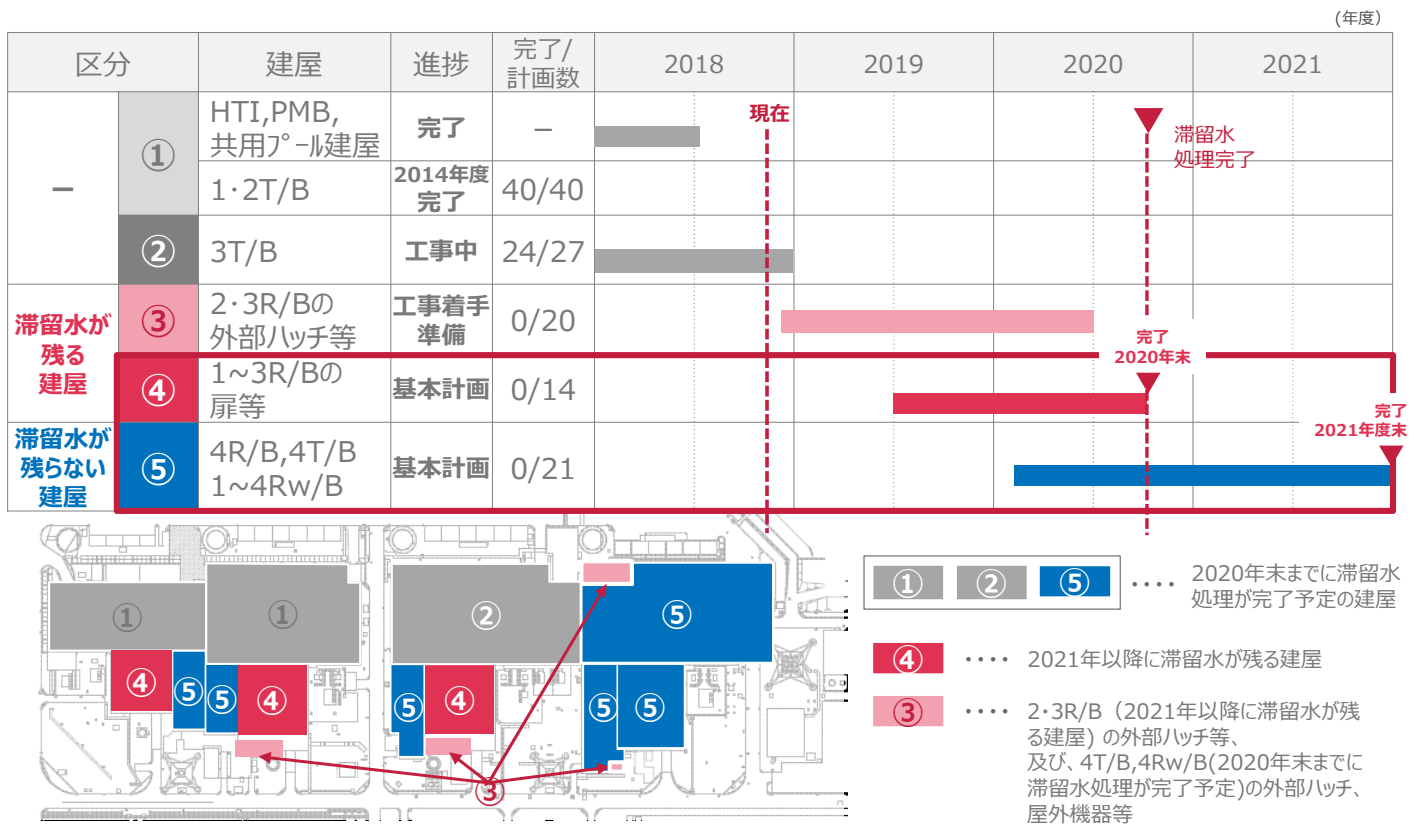 (年度)
区分
建屋
進捗
完了/
計画数
2018
2019
2020
2021
－
①
HTI,PMB,
共用ﾌﾟｰﾙ建屋
完了
－
現在
滞留水
処理完了
1･2T/B
2014年度
完了
40/40
②
3T/B
工事中
24/27
滞留水が
残る
建屋
③
2･3R/Bの
外部ハッチ等
工事着手
準備
0/20
④
1~3R/Bの
扉等
基本計画
0/14
完了
2020年末
滞留水が
残らない
建屋
⑤
4R/B,4T/B
1~4Rw/B
基本計画
0/21
完了
2021年度末
① ① ② ⑤
④ ⑤ ⑤ ④ ⑤ ④ ⑤ ⑤
③
① ② ⑤ ････ 2020年末までに滞留水
処理が完了予定の建屋
④ ････ 2021年以降に滞留水が残る建屋
③ ････ 2･3R/B（2021年以降に滞留水が残
る建屋) の外部ハッチ等、
及び、4T/B,4Rw/B(2020年末までに
滞留水処理が完了予定)の外部ハッチ、
屋外機器等